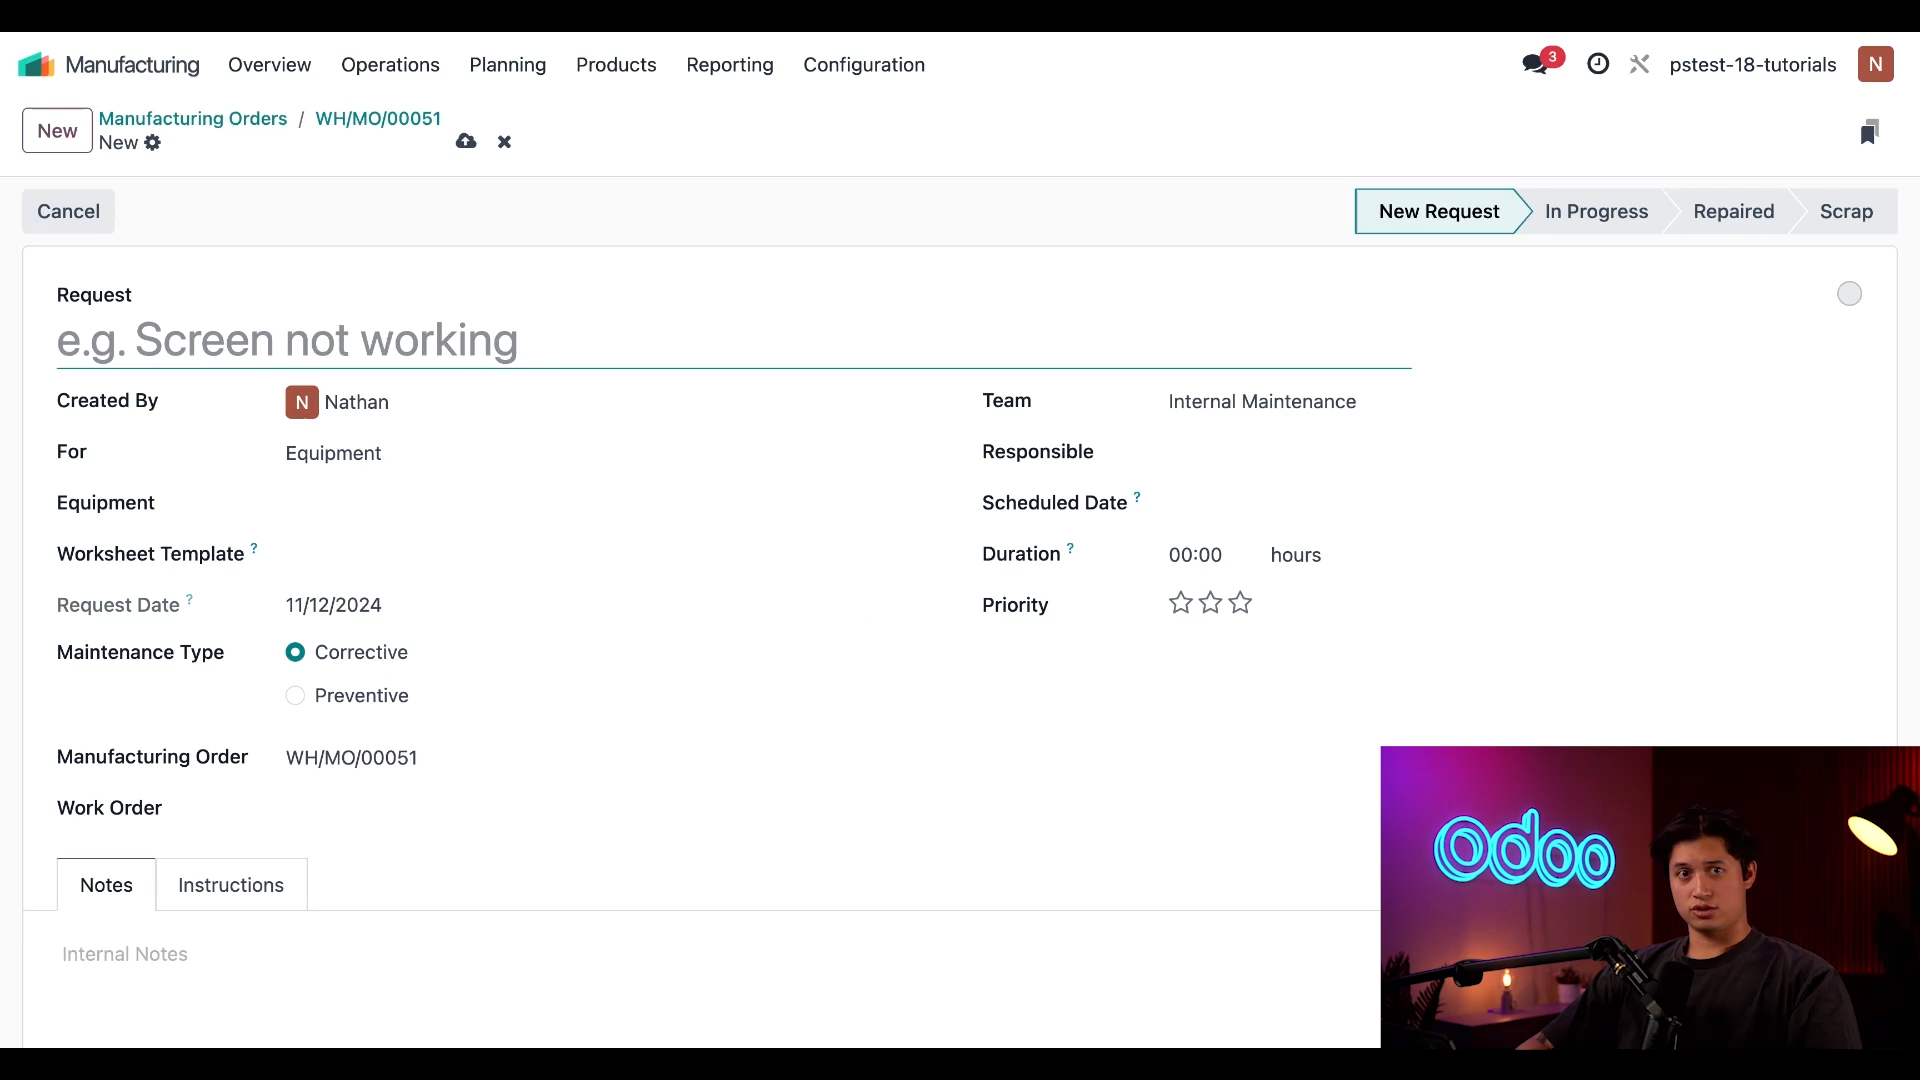 Manufacturing Overview Operations Planning Products Reporting Configuration 3 pstest-18-tutorials N
New Manufacturing Orders / WH/MO/00051
New
Cancel New Request In Progress Repaired Scrap
Request
e.g. Screen not working
Created By N Nathan Team Internal Maintenance
For Equipment Responsible
Equipment Scheduled Date ?
Worksheet Template ? Duration ? 00:00 hours
Request Date ? 11/12/2024 Priority
Maintenance Type Corrective
Preventive
Manufacturing Order WH/MO/00051
Work Order
Notes Instructions
Internal Notes
odoo